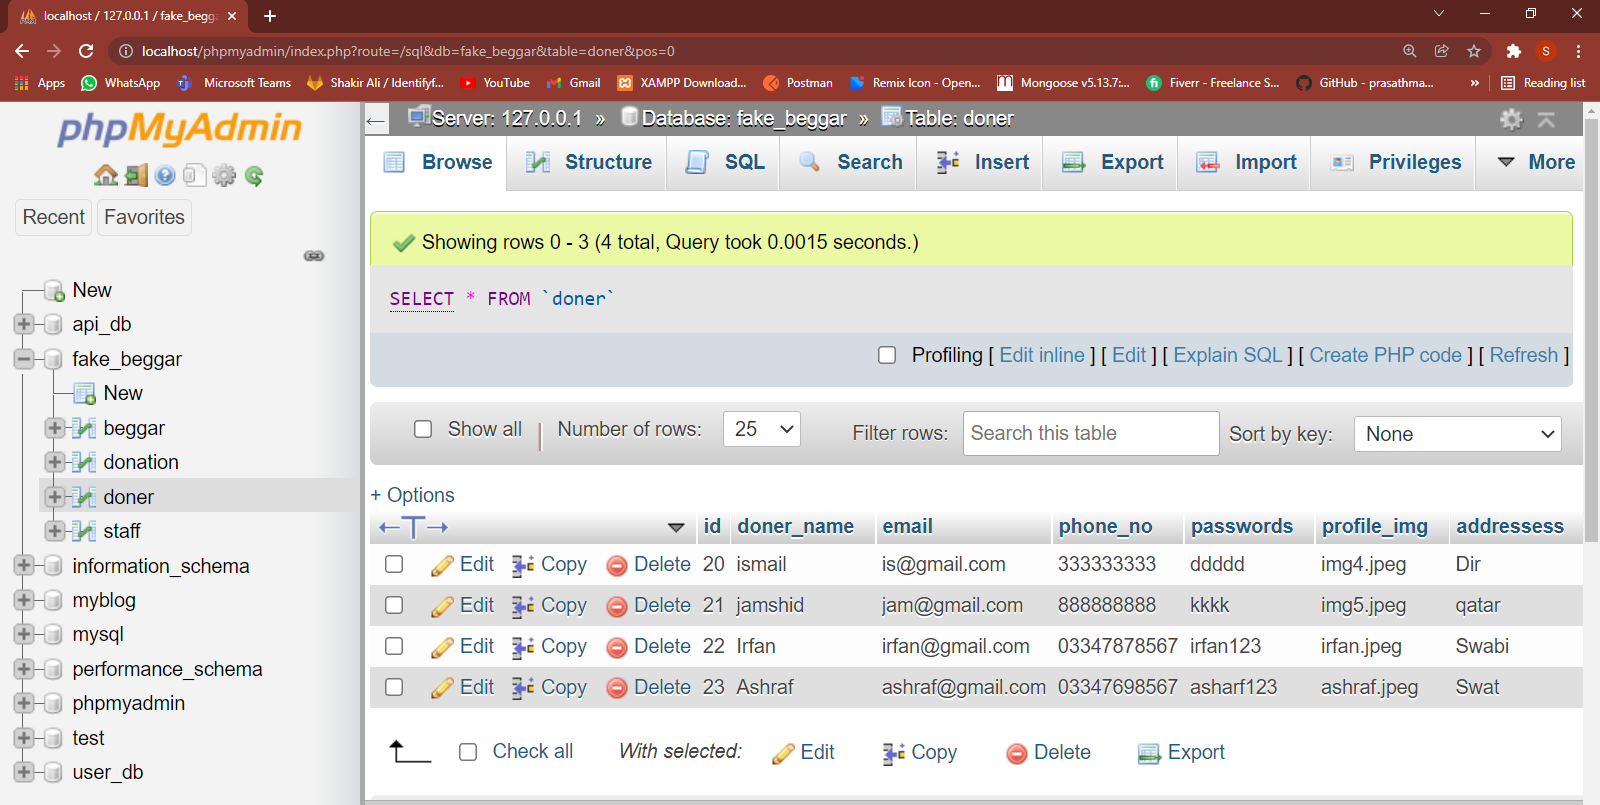 localhost / 127.0.0.1 / fake_begga
localhost/phpmyadmin/index.php?route=/sql&db=fake_beggar&table=doner&pos=0
S
Apps WhatsApp Microsoft Teams Shakir Ali / Identifyf... YouTube Gmail XAMPP Download... Postman Remix Icon - Open... Mongoose v5.13.7:... Fiverr - Freelance S... GitHub - prasathma... » Reading list
phpMyAdmin
Recent Favorites
New
api_db
fake_beggar
New
beggar
donation
doner
staff
information_schema
myblog
mysql
performance_schema
phpmyadmin
test
user_db
Server: 127.0.0.1 » Database: fake_beggar » Table: doner
Browse Structure SQL Search Insert Export Import Privileges More
Showing rows 0 - 3 (4 total, Query took 0.0015 seconds.)
SELECT * FROM `doner`
Profiling [ Edit inline ] [ Edit ] [ Explain SQL ] [ Create PHP code ] [ Refresh ]
Show all | Number of rows: 25 Filter rows: Search this table Sort by key: None
+ Options
←T→ id doner_name email phone_no passwords profile_img addressess
Edit Copy Delete 20 ismail is@gmail.com 333333333 ddddd img4.jpeg Dir
Edit Copy Delete 21 jamshid jam@gmail.com 888888888 kkkk img5.jpeg qatar
Edit Copy Delete 22 Irfan irfan@gmail.com 03347878567 irfan123 irfan.jpeg Swabi
Edit Copy Delete 23 Ashraf ashraf@gmail.com 03347698567 asharf123 ashraf.jpeg Swat
Check all With selected: Edit Copy Delete Export